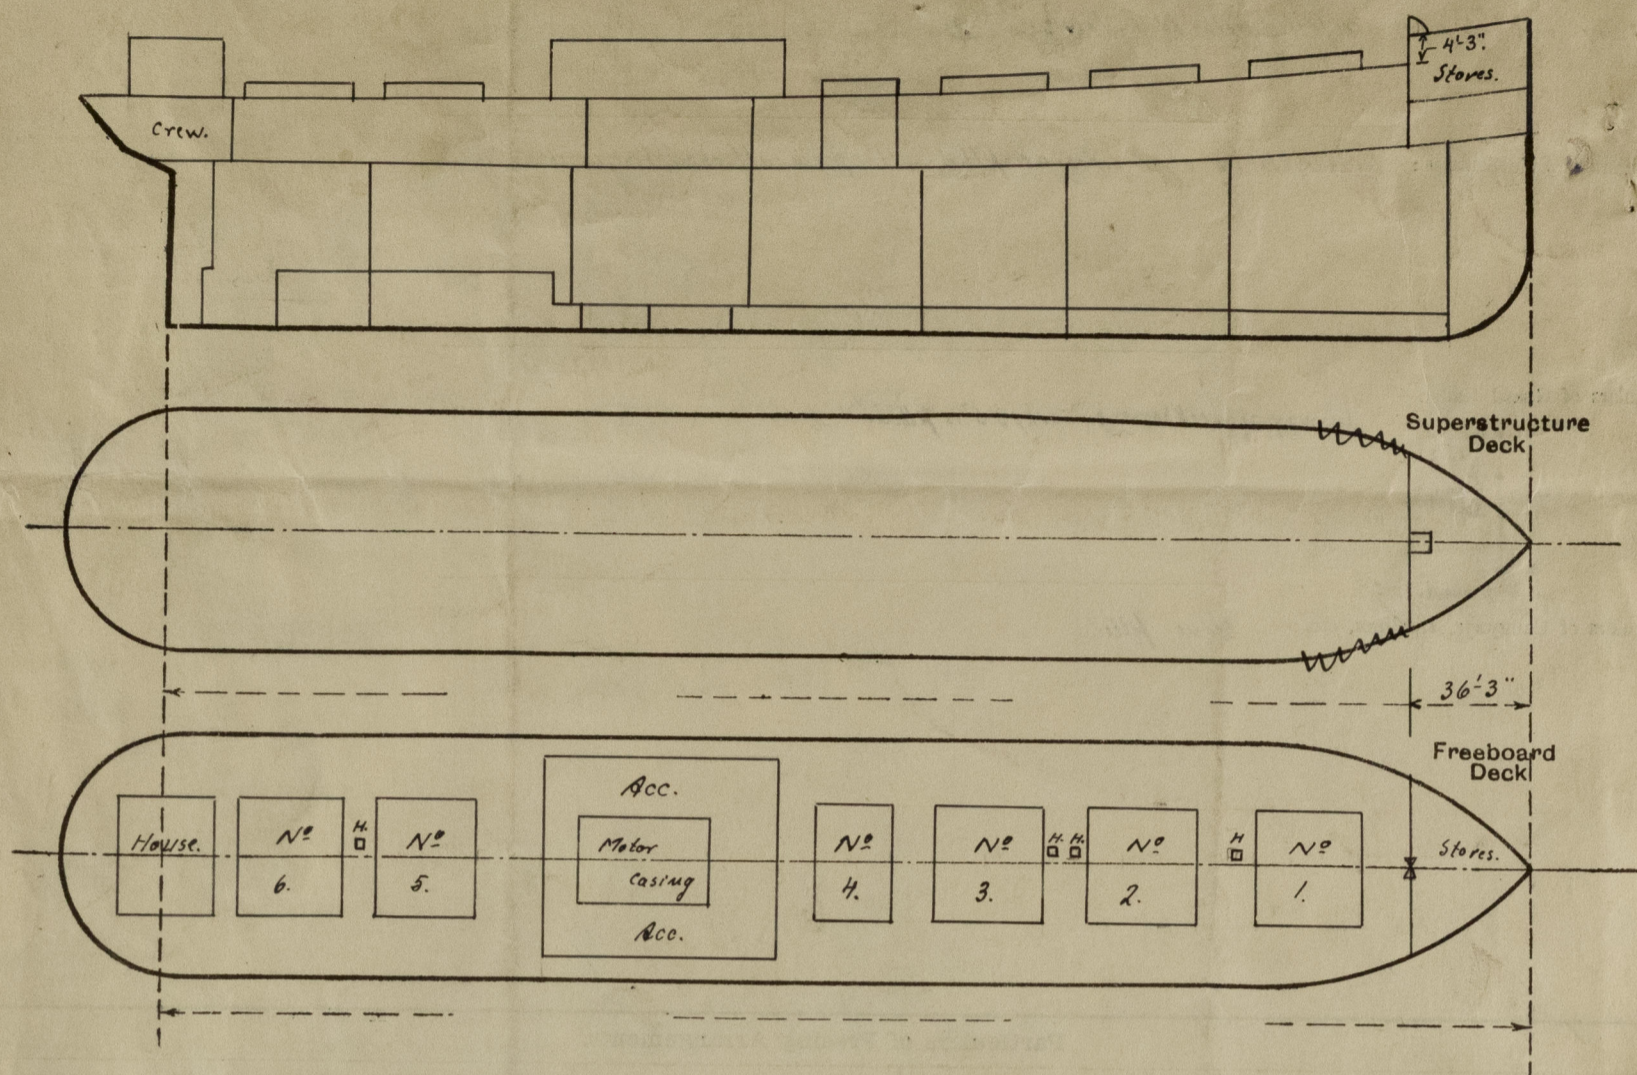 4'-3".
Stores.
Crew.
Superstructure
Deck
36'-3"
Freeboard
Deck
Acc.
House.
Nº
6.
H.
Nº
5.
Motor
Casing
Acc.
Nº
4.
Nº
3.
H. H.
Nº
2.
H
Nº
1.
Stores.